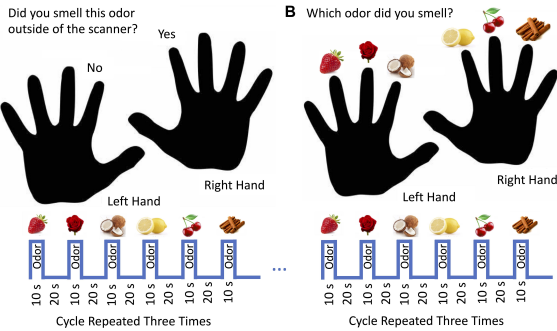 Did you smell this odor
outside of the scanner?
Yes
No
Right Hand
Left Hand
Odor Odor Odor Odor Odor Odor
10 s 20 s 10 s 20 s 10 s 20 s 10 s 20 s 10 s 20 s 10 s
Cycle Repeated Three Times
...
B Which odor did you smell?
Right Hand
Left Hand
Odor Odor Odor Odor Odor Odor
10 s 20 s 10 s 20 s 10 s 20 s 10 s 20 s 10 s 20 s 10 s
Cycle Repeated Three Times